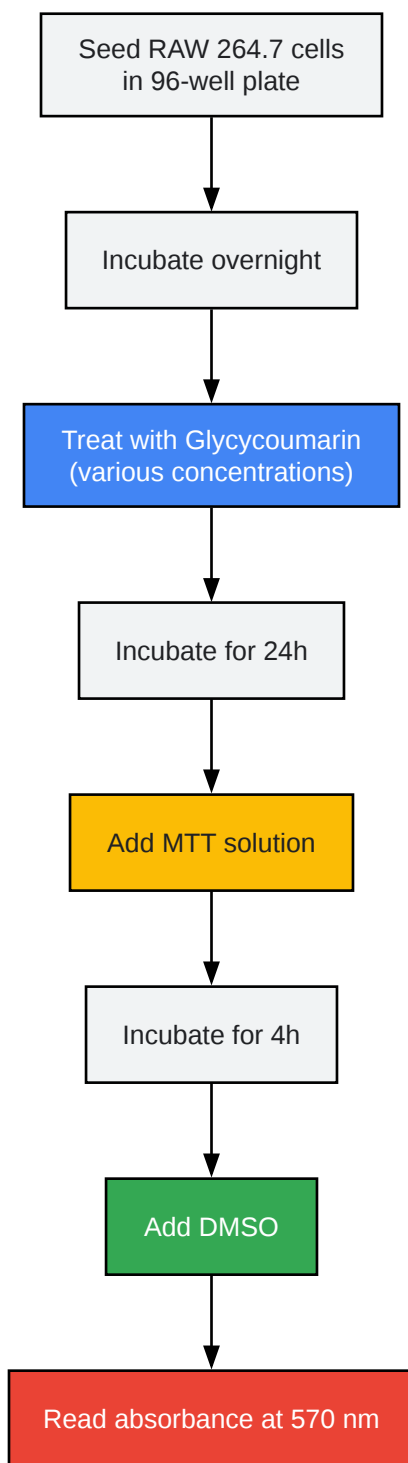 Seed RAW 264.7 cells
in 96-well plate
Incubate overnight
Treat with Glycycoumarin
(various concentrations)
Incubate for 24h
Add MTT solution
Incubate for 4h
Add DMSO
Read absorbance at 570 nm